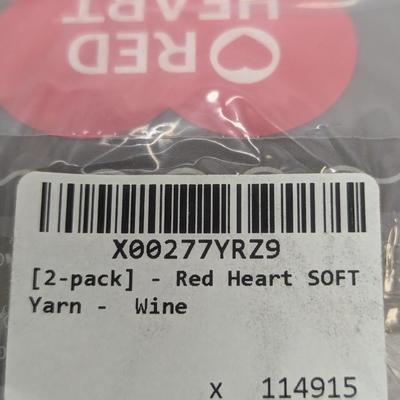 RED
HEART
X00277YRZ9
[2-pack] - Red Heart SOFT
Yarn - Wine
X 114915